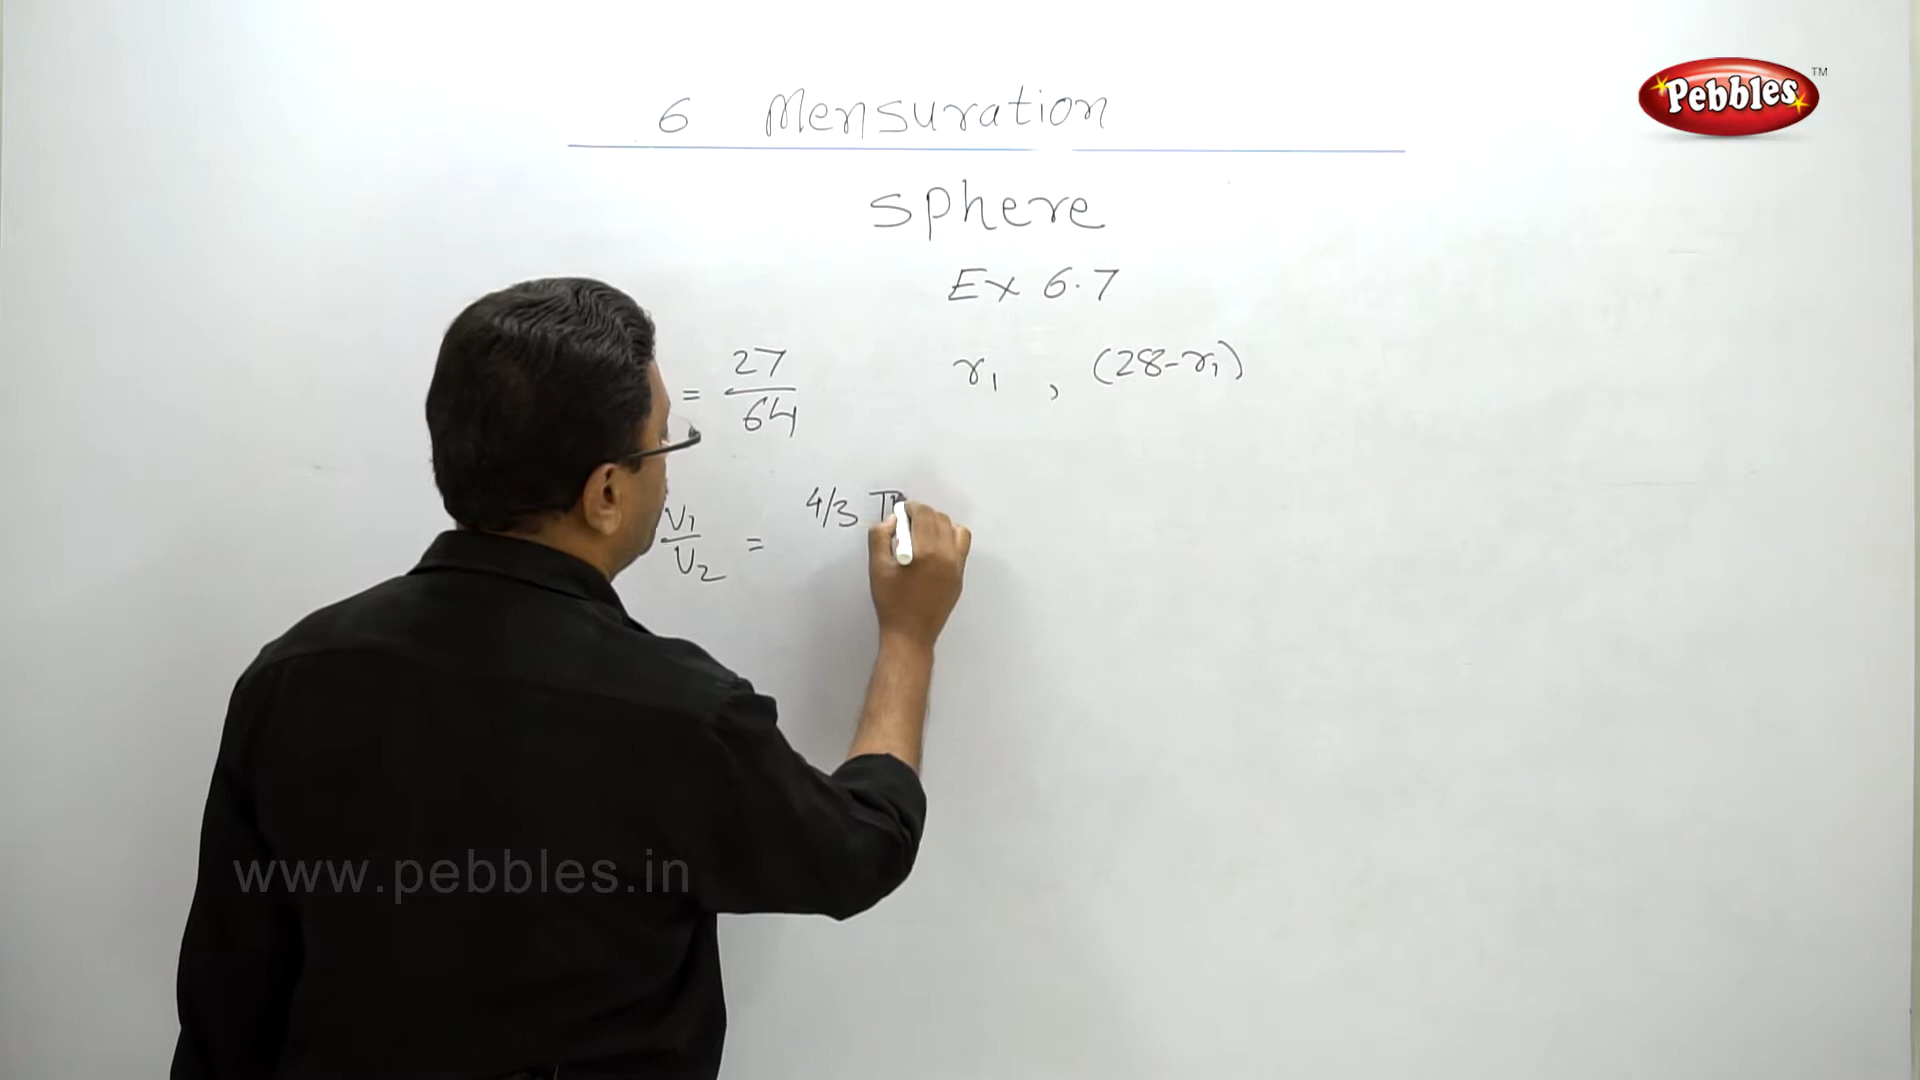 Pebbles TM
6 Mensuration
Sphere
Ex 6.7
= 27/64 r₁ , (28-r₁)
V₁/V₂ = 4/3 π
www.pebbles.in